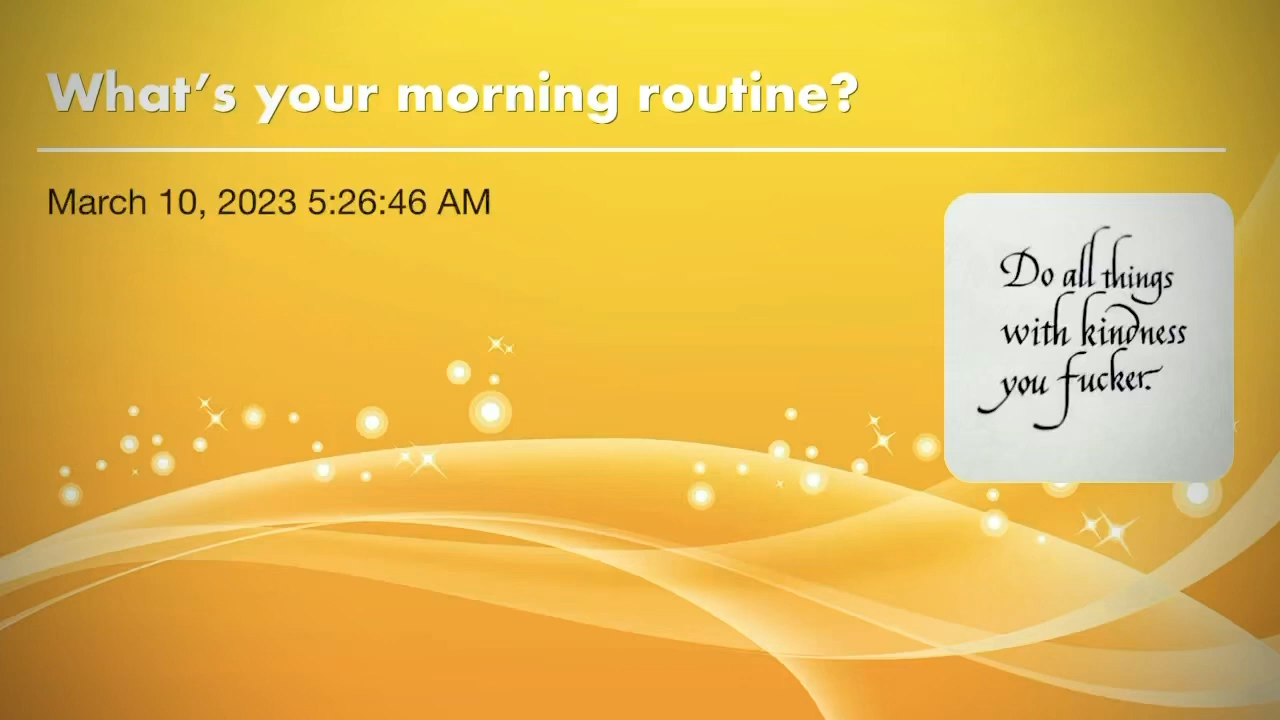 What's your morning routine?
March 10, 2023 5:26:46 AM
Do all things
with kindness
you fucker.